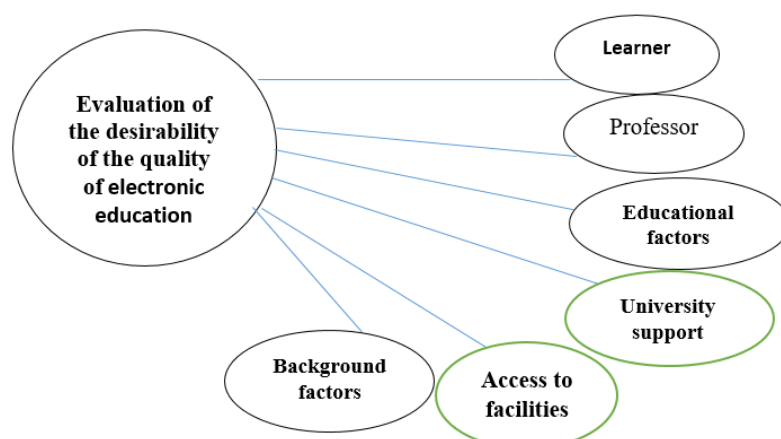 Evaluation of
the desirability
of the quality
of electronic
education
Learner
Professor
Educational
factors
University
support
Access to
facilities
Background
factors